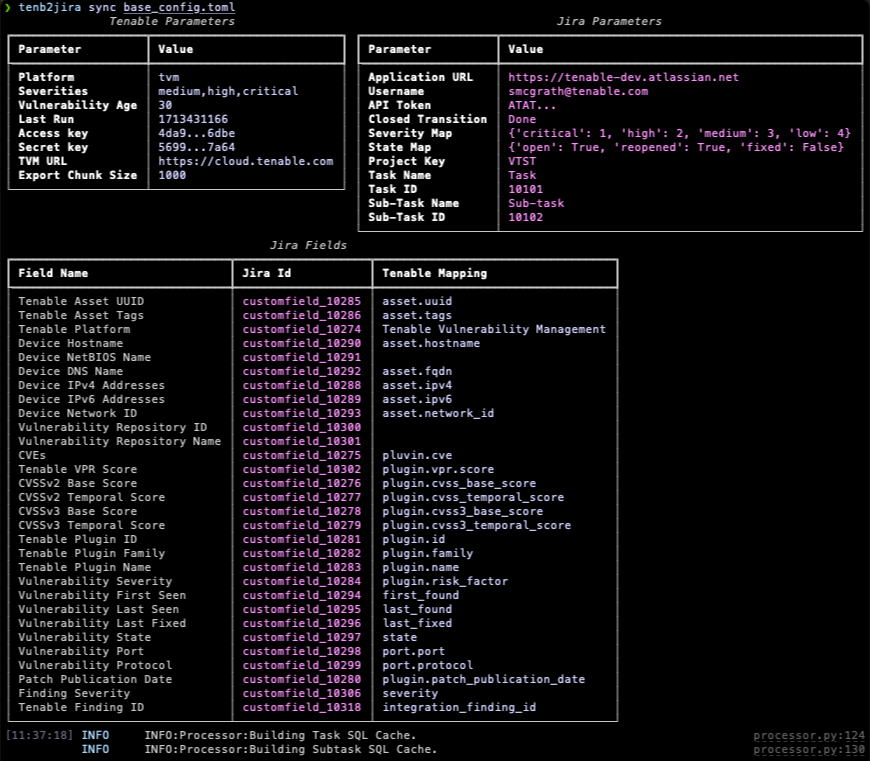 ❯ tenb2jira sync base_config.toml
Tenable Parameters
Parameter Value
Platform tvm
Severities medium,high,critical
Vulnerability Age 30
Last Run 1713431166
Access key 4da9...6dbe
Secret key 5699...7a64
TVM URL https://cloud.tenable.com
Export Chunk Size 1000
Jira Parameters
Parameter Value
Application URL https://tenable-dev.atlassian.net
Username smcgrath@tenable.com
API Token ATAT...
Closed Transition Done
Severity Map {'critical': 1, 'high': 2, 'medium': 3, 'low': 4}
State Map {'open': True, 'reopened': True, 'fixed': False}
Project Key VTST
Task Name Task
Task ID 10101
Sub-Task Name Sub-task
Sub-Task ID 10102
Jira Fields
Field Name Jira Id Tenable Mapping
Tenable Asset UUID customfield_10285 asset.uuid
Tenable Asset Tags customfield_10286 asset.tags
Tenable Platform customfield_10274 Tenable Vulnerability Management
Device Hostname customfield_10290 asset.hostname
Device NetBIOS Name customfield_10291
Device DNS Name customfield_10292 asset.fqdn
Device IPv4 Addresses customfield_10288 asset.ipv4
Device IPv6 Addresses customfield_10289 asset.ipv6
Device Network ID customfield_10293 asset.network_id
Vulnerability Repository ID customfield_10300
Vulnerability Repository Name customfield_10301
CVEs customfield_10275 pluvin.cve
Tenable VPR Score customfield_10302 plugin.vpr.score
CVSSv2 Base Score customfield_10276 plugin.cvss_base_score
CVSSv2 Temporal Score customfield_10277 plugin.cvss_temporal_score
CVSSv3 Base Score customfield_10278 plugin.cvss3_base_score
CVSSv3 Temporal Score customfield_10279 plugin.cvss3_temporal_score
Tenable Plugin ID customfield_10281 plugin.id
Tenable Plugin Family customfield_10282 plugin.family
Tenable Plugin Name customfield_10283 plugin.name
Vulnerability Severity customfield_10284 plugin.risk_factor
Vulnerability First Seen customfield_10294 first_found
Vulnerability Last Seen customfield_10295 last_found
Vulnerability Last Fixed customfield_10296 last_fixed
Vulnerability State customfield_10297 state
Vulnerability Port customfield_10298 port.port
Vulnerability Protocol customfield_10299 port.protocol
Patch Publication Date customfield_10280 plugin.patch_publication_date
Finding Severity customfield_10306 severity
Tenable Finding ID customfield_10318 integration_finding_id
[11:37:18] INFO INFO:Processor:Building Task SQL Cache. processor.py:124
INFO INFO:Processor:Building Subtask SQL Cache. processor.py:130